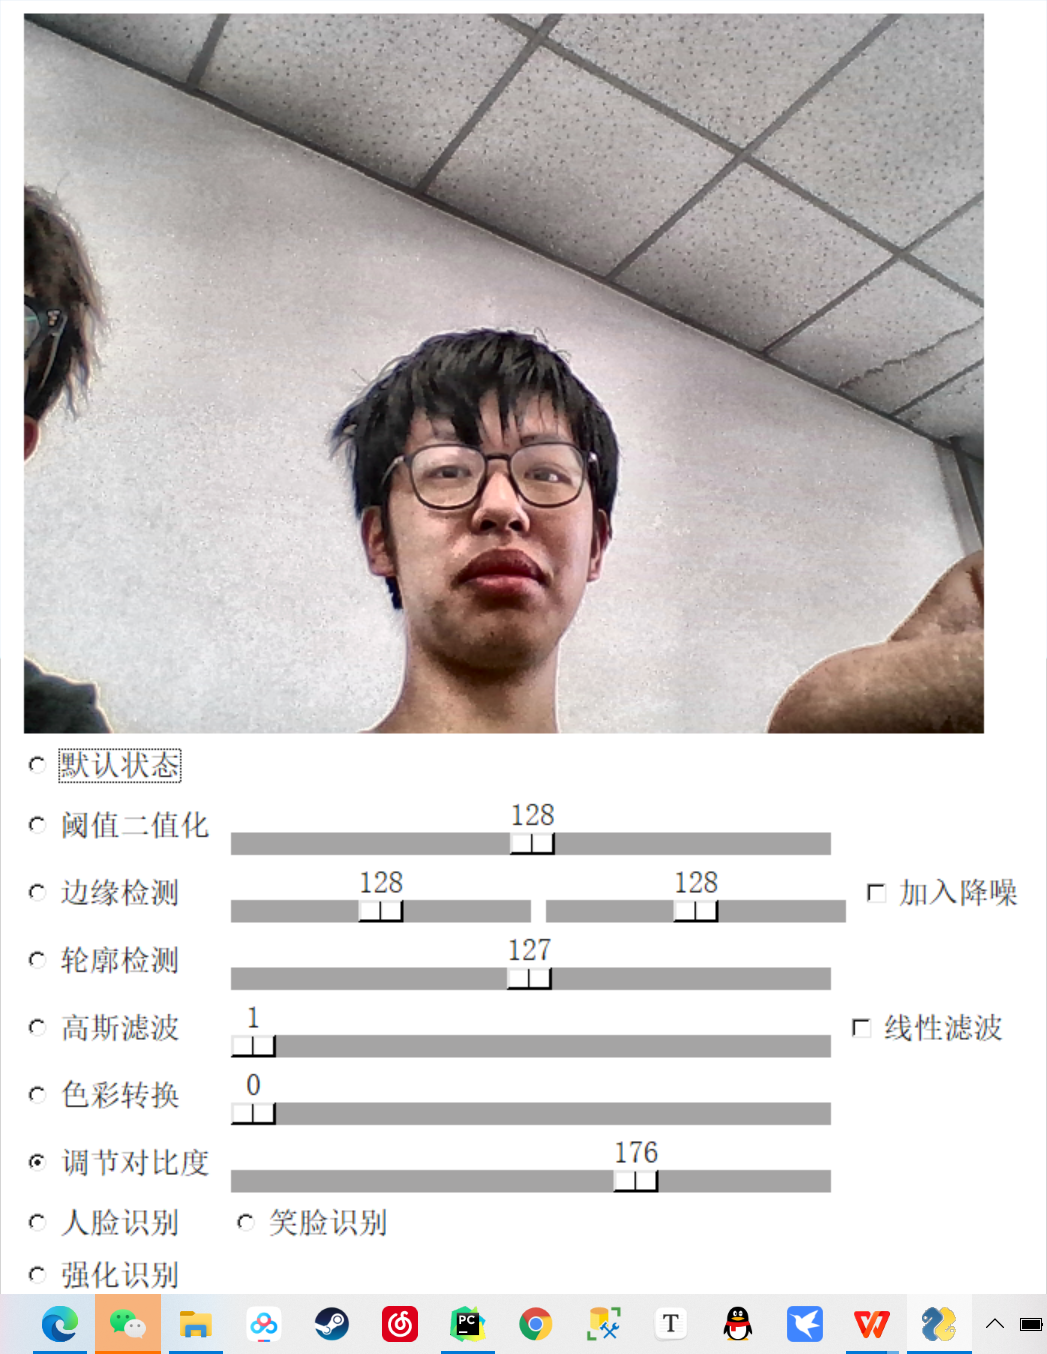 默认状态
阈值二值化 128
边缘检测 128 128 加入降噪
轮廓检测 127
高斯滤波 1 线性滤波
色彩转换 0
调节对比度 176
人脸识别 笑脸识别
强化识别
PC T